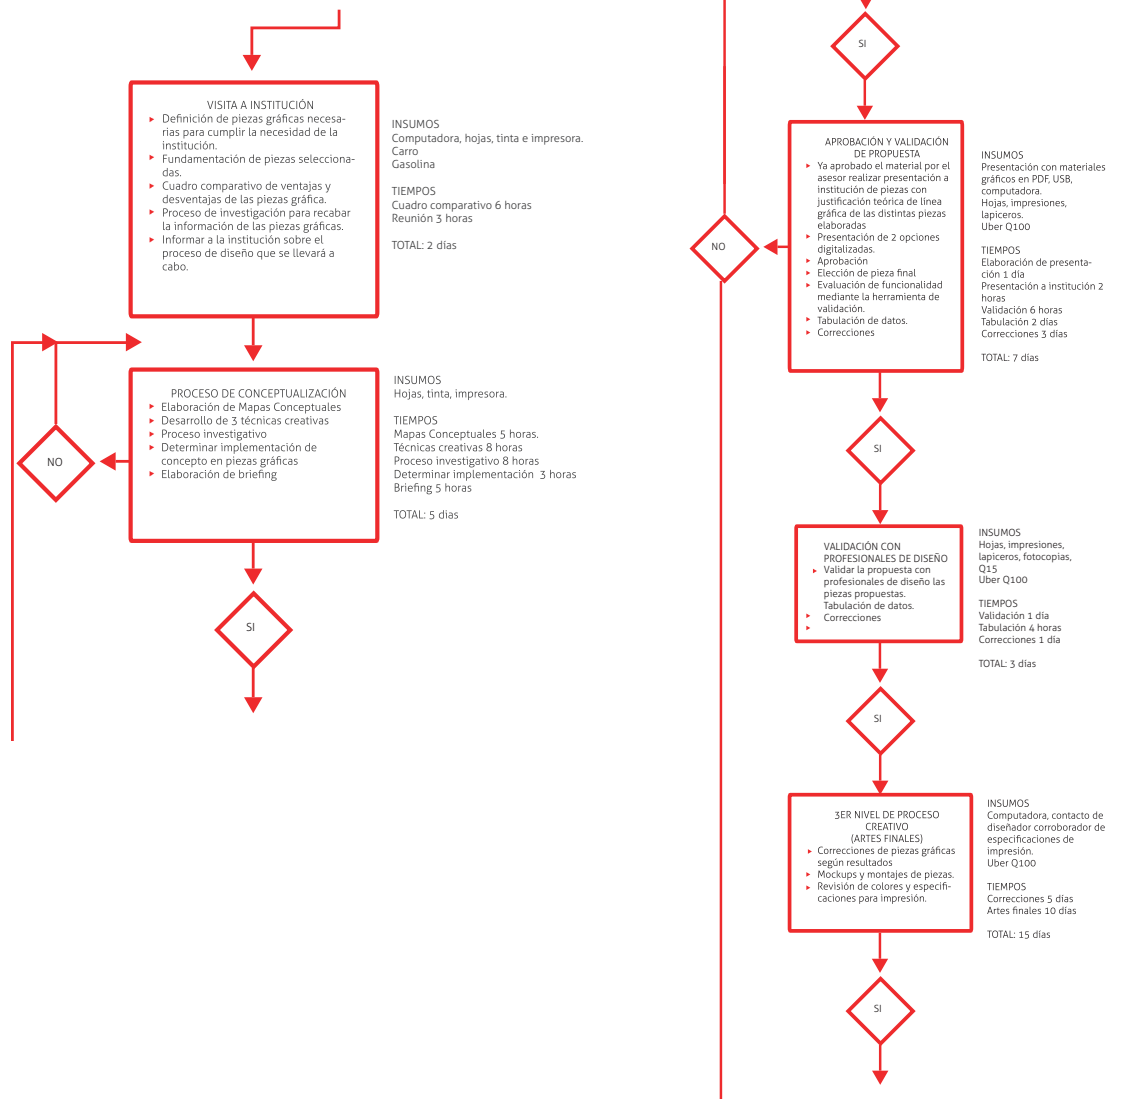 VISITA A INSTITUCIÓN
Definición de piezas gráficas necesa-
rias para cumplir la necesidad de la
institución.
Fundamentación de piezas selecciona-
das.
Cuadro comparativo de ventajas y
desventajas de las piezas gráfica.
Proceso de investigación para recabar
la información de las piezas gráficas.
Informar a la institución sobre el
proceso de diseño que se llevará a
cabo.
INSUMOS
Computadora, hojas, tinta e impresora.
Carro
Gasolina
TIEMPOS
Cuadro comparativo 6 horas
Reunión 3 horas
TOTAL: 2 días
PROCESO DE CONCEPTUALIZACIÓN
Elaboración de Mapas Conceptuales
Desarrollo de 3 técnicas creativas
Proceso investigativo
Determinar implementación de
concepto en piezas gráficas
Elaboración de briefing
INSUMOS
Hojas, tinta, impresora.
TIEMPOS
Mapas Conceptuales 5 horas.
Técnicas creativas 8 horas
Proceso investigativo 8 horas
Determinar implementación 3 horas
Briefing 5 horas
TOTAL: 5 días
NO
SI
SI
APROBACIÓN Y VALIDACIÓN
DE PROPUESTA
Ya aprobado el material por el
asesor realizar presentación a
institución de piezas con
justificación teórica de línea
gráfica de las distintas piezas
elaboradas
Presentación de 2 opciones
digitalizadas.
Aprobación
Elección de pieza final
Evaluación de funcionalidad
mediante la herramienta de
validación.
Tabulación de datos.
Correcciones
INSUMOS
Presentación con materiales
gráficos en PDF, USB,
computadora.
Hojas, impresiones,
lapiceros.
Uber Q100
TIEMPOS
Elaboración de presenta-
ción 1 día
Presentación a institución 2
horas
Validación 6 horas
Tabulación 2 días
Correcciones 3 días
TOTAL: 7 días
NO
SI
VALIDACIÓN CON
PROFESIONALES DE DISEÑO
Validar la propuesta con
profesionales de diseño las
piezas propuestas.
Tabulación de datos.
Correcciones
INSUMOS
Hojas, impresiones,
lapiceros, fotocopias,
Q15
Uber Q100
TIEMPOS
Validación 1 día
Tabulación 4 horas
Correcciones 1 día
TOTAL: 3 días
SI
3ER NIVEL DE PROCESO
CREATIVO
(ARTES FINALES)
Correcciones de piezas gráficas
según resultados
Mockups y montajes de piezas.
Revisión de colores y especifi-
caciones para impresión.
INSUMOS
Computadora, contacto de
diseñador corroborador de
especificaciones de
impresión.
Uber Q100
TIEMPOS
Correcciones 5 días
Artes finales 10 días
TOTAL: 15 días
SI